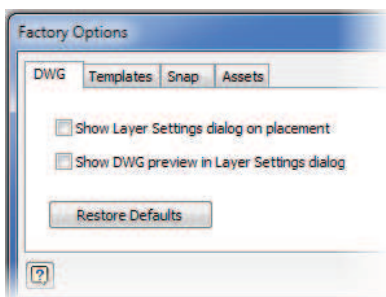 Factory Options
DWG Templates Snap Assets
Show Layer Settings dialog on placement
Show DWG preview in Layer Settings dialog
Restore Defaults
?